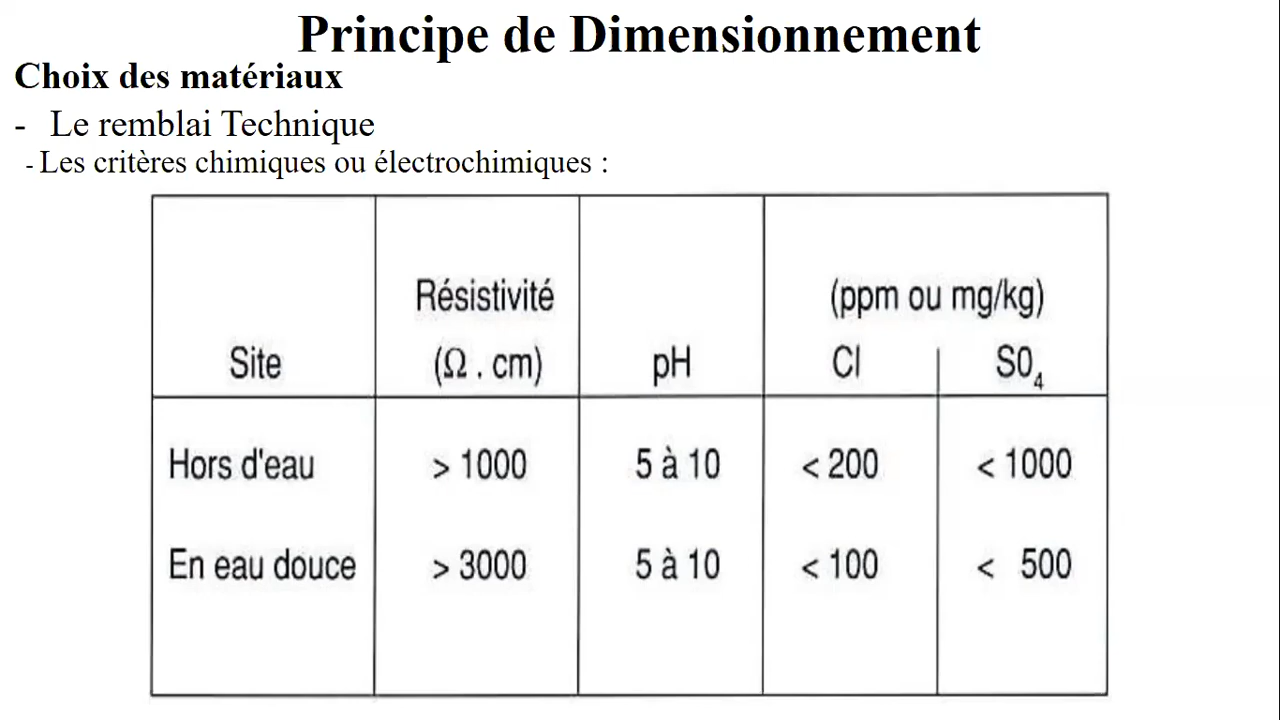 Principe de Dimensionnement
Choix des matériaux
- Le remblai Technique
- Les critères chimiques ou électrochimiques :
Site Résistivité (Ω . cm) pH (ppm ou mg/kg) Cl S0₄
Hors d'eau > 1000 5 à 10 < 200 < 1000
En eau douce > 3000 5 à 10 < 100 < 500